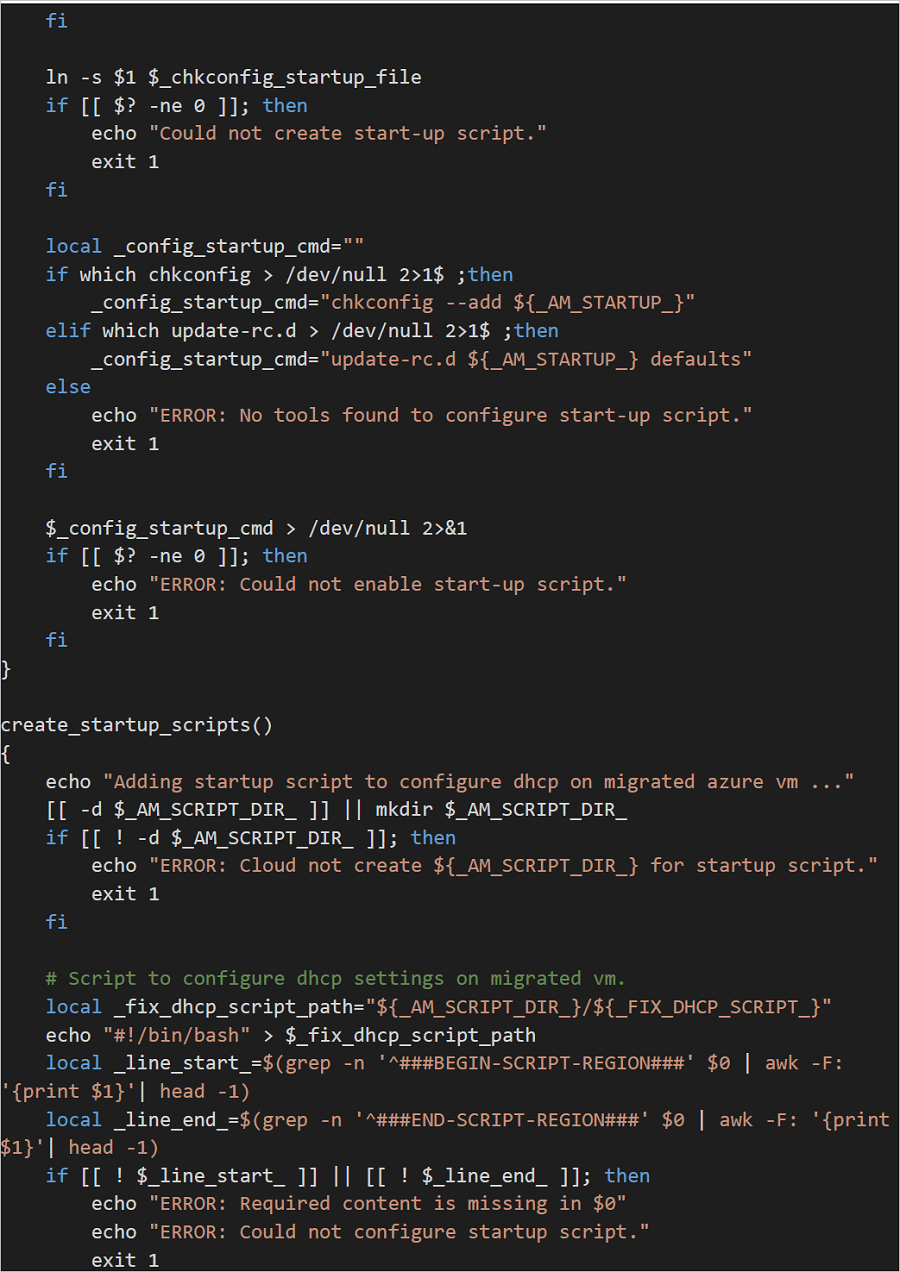 fi

    ln -s $1 $_chkconfig_startup_file
    if [[ $? -ne 0 ]]; then
        echo "Could not create start-up script."
        exit 1
    fi

    local _config_startup_cmd=""
    if which chkconfig > /dev/null 2>1$ ;then
        _config_startup_cmd="chkconfig --add ${_AM_STARTUP_}"
    elif which update-rc.d > /dev/null 2>1$ ;then
        _config_startup_cmd="update-rc.d ${_AM_STARTUP_} defaults"
    else
        echo "ERROR: No tools found to configure start-up script."
        exit 1
    fi

    $_config_startup_cmd > /dev/null 2>&1
    if [[ $? -ne 0 ]]; then
        echo "ERROR: Could not enable start-up script."
        exit 1
    fi
}

create_startup_scripts()
{
    echo "Adding startup script to configure dhcp on migrated azure vm ..."
    [[ -d $_AM_SCRIPT_DIR_ ]] || mkdir $_AM_SCRIPT_DIR_
    if [[ ! -d $_AM_SCRIPT_DIR_ ]]; then
        echo "ERROR: Cloud not create ${_AM_SCRIPT_DIR_} for startup script."
        exit 1
    fi

    # Script to configure dhcp settings on migrated vm.
    local _fix_dhcp_script_path="${_AM_SCRIPT_DIR_}/${_FIX_DHCP_SCRIPT_}"
    echo "#!/bin/bash" > $_fix_dhcp_script_path
    local _line_start_=$(grep -n '^###BEGIN-SCRIPT-REGION###' $0 | awk -F:
'{print $1}'| head -1)
    local _line_end_=$(grep -n '^###END-SCRIPT-REGION###' $0 | awk -F: '{print
$1}'| head -1)
    if [[ ! $_line_start_ ]] || [[ ! $_line_end_ ]]; then
        echo "ERROR: Required content is missing in $0"
        echo "ERROR: Could not configure startup script."
        exit 1